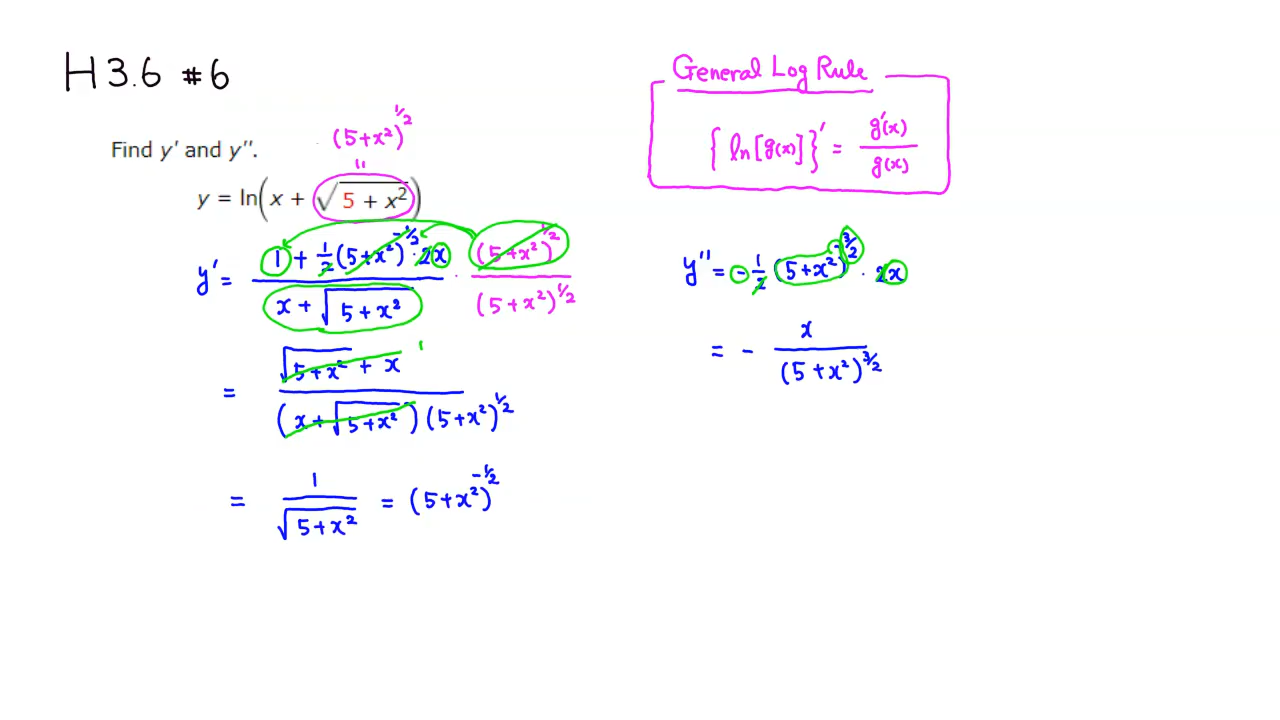 H 3.6 #6
General Log Rule
{ ln [g(x)] }' = g'(x) / g(x)
(5+x²)^1/2
Find y' and y''.
"
y = ln(x + √(5 + x²))
y' = (1 + 1/2 (5+x²)^-1/2 · 2x) / (x + √(5+x²)) · (5+x²)^1/2 / (5+x²)^1/2
= (√(5+x²) + x) / ((x + √(5+x²)) (5+x²)^1/2)
1
= 1 / √(5+x²) = (5+x²)^-1/2
y'' = - 1/2 (5+x²)^-3/2 · 2x
= - x / (5+x²)^3/2